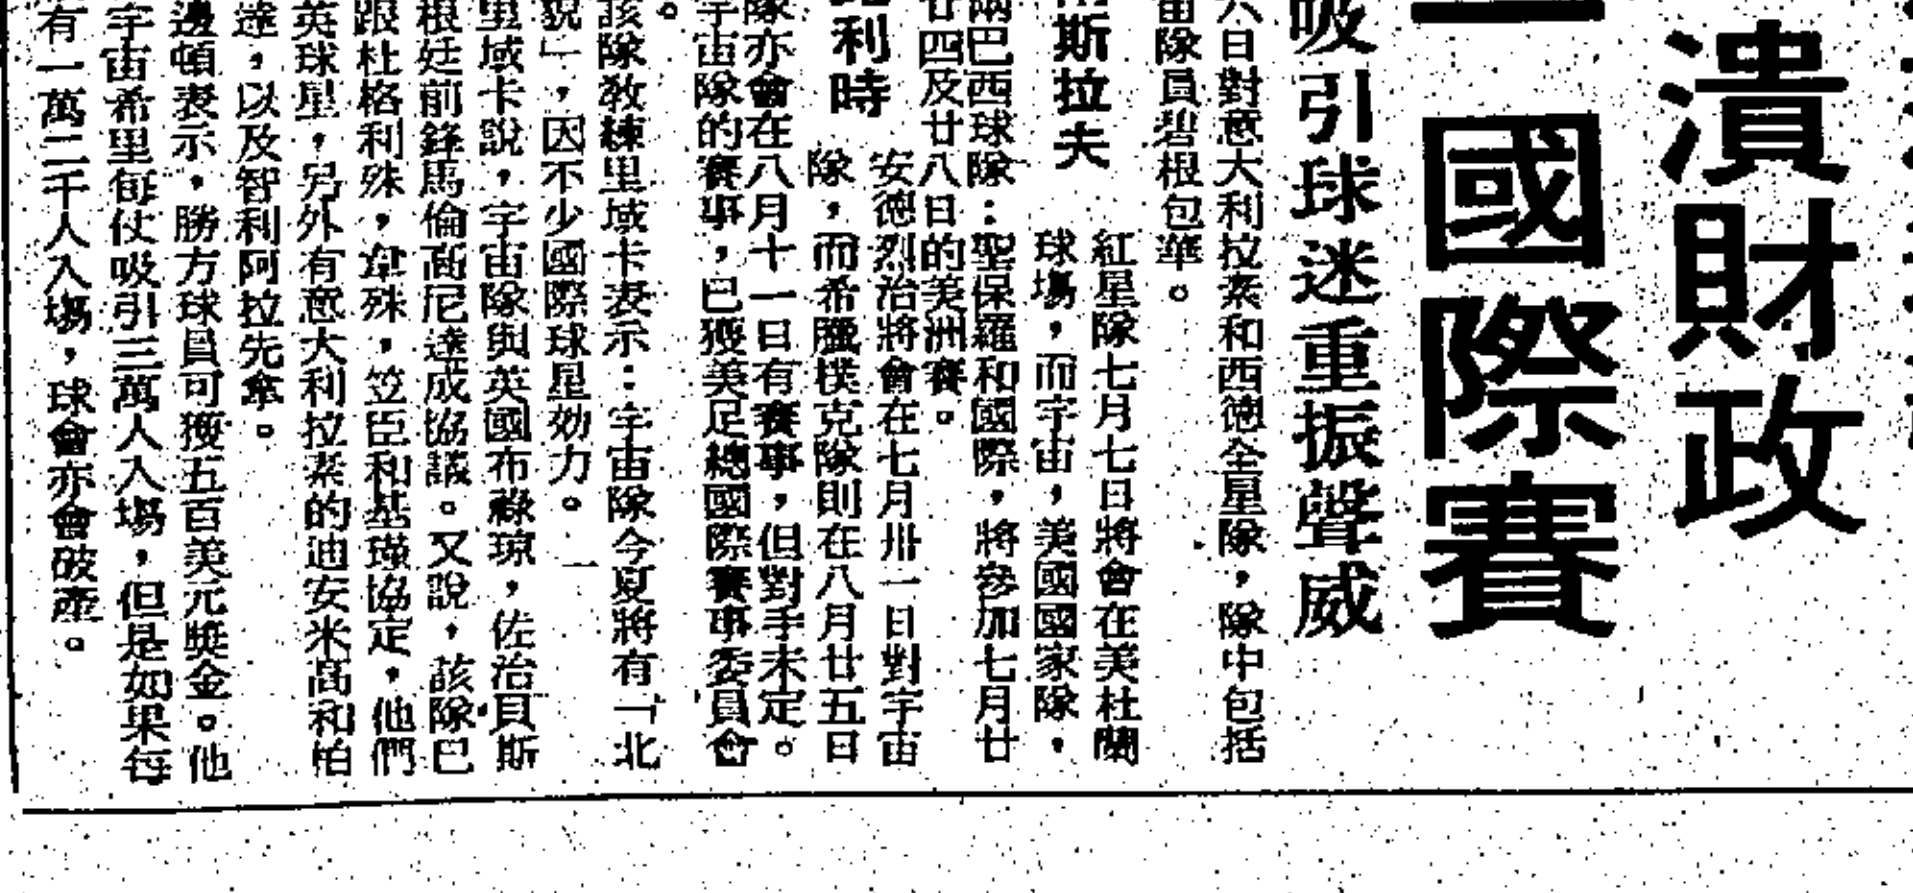 潰財政
一國際賽
吸引球迷重振聲威
六日對意大利拉素和西德全星隊，隊中包括
宙隊員碧根包華。
南斯拉夫
紅星隊七月七日將會在美杜蘭
球場，而宇宙，美國國家隊，
兩巴西球隊：聖保羅和國際，將參加七月廿
廿四及廿八日的美洲賽。
比利時
安德烈治將會在七月卅一日對宇宙
隊，而希臘樸克隊則在八月廿五日
隊亦會在八月十一日有賽事，但對手未定。
宇宙隊的賽事，已獲美足總國際賽事委員會
。
該隊教練里域卡表示：宇宙隊今夏將有「北
貌」，因不少國際球星効力。
里域卡說，宇宙隊與英國布祿琼，佐治貝斯
根廷前鋒馬倫高尼達成協議。又說，該隊已
跟杜格利殊，韋殊，笠臣和基瑾協定，他們
英球星，另外有意大利拉素的迪安米高和柏
達，以及智利阿拉先拿。
邊頓表示，勝方球員可獲五百美元獎金。他
宇宙希里每仗吸引三萬人入場，但是如果每
有一萬二千人入場，球會亦會破產。